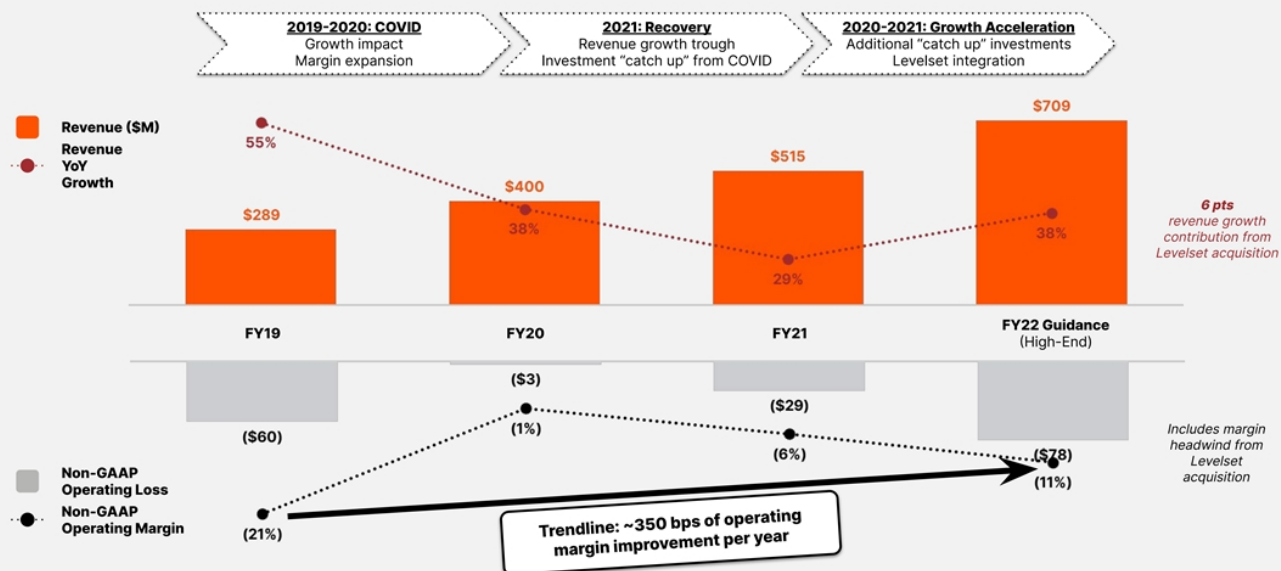 2019-2020: COVID
Growth impact
Margin expansion
2021: Recovery
Revenue growth trough
Investment “catch up” from COVID
2020-2021: Growth Acceleration
Additional “catch up” investments
Levelset integration
Revenue ($M)
Revenue
YoY
Growth
55%
$289
$400
38%
$515
29%
$709
38%
6 pts
revenue growth
contribution from
Levelset acquisition
FY19
FY20
FY21
FY22 Guidance
(High-End)
($60)
($3)
($29)
($78)
(21%)
(1%)
(6%)
(11%)
Includes margin
headwind from
Levelset
acquisition
Non-GAAP
Operating Loss
Non-GAAP
Operating Margin
Trendline: ~350 bps of operating
margin improvement per year